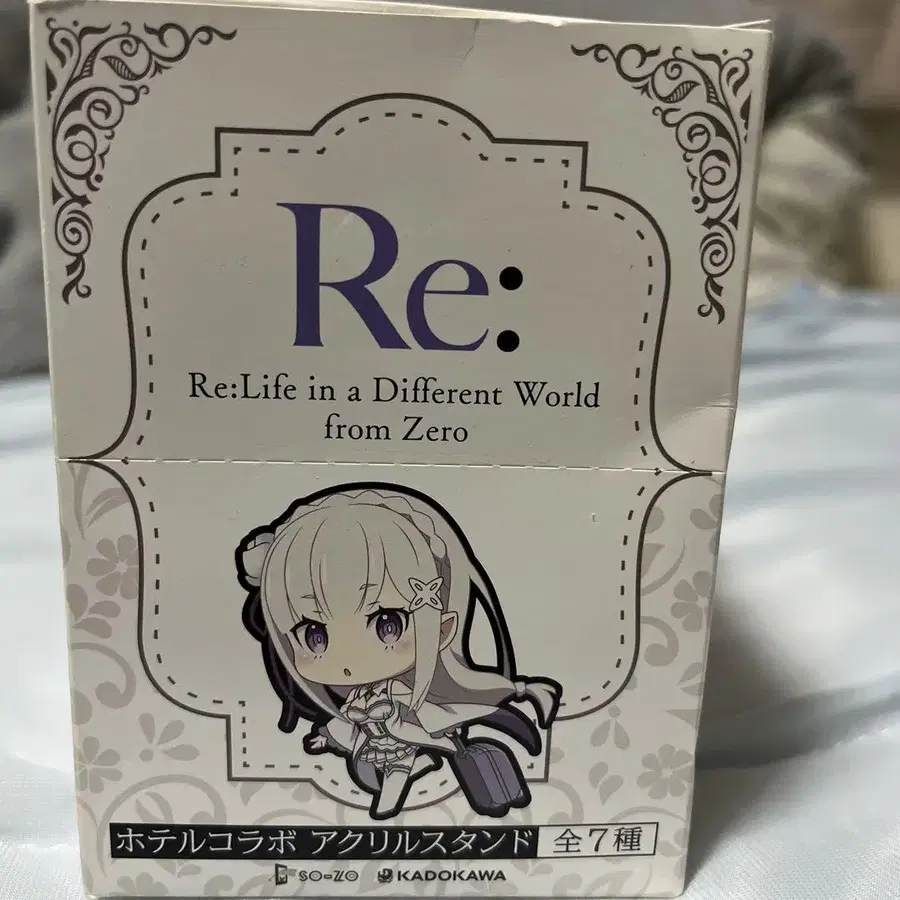 Re:
Re:Life in a Different World
from Zero
ホテルコラボ アクリルスタンド 全7種
SO-ZO KADOKAWA